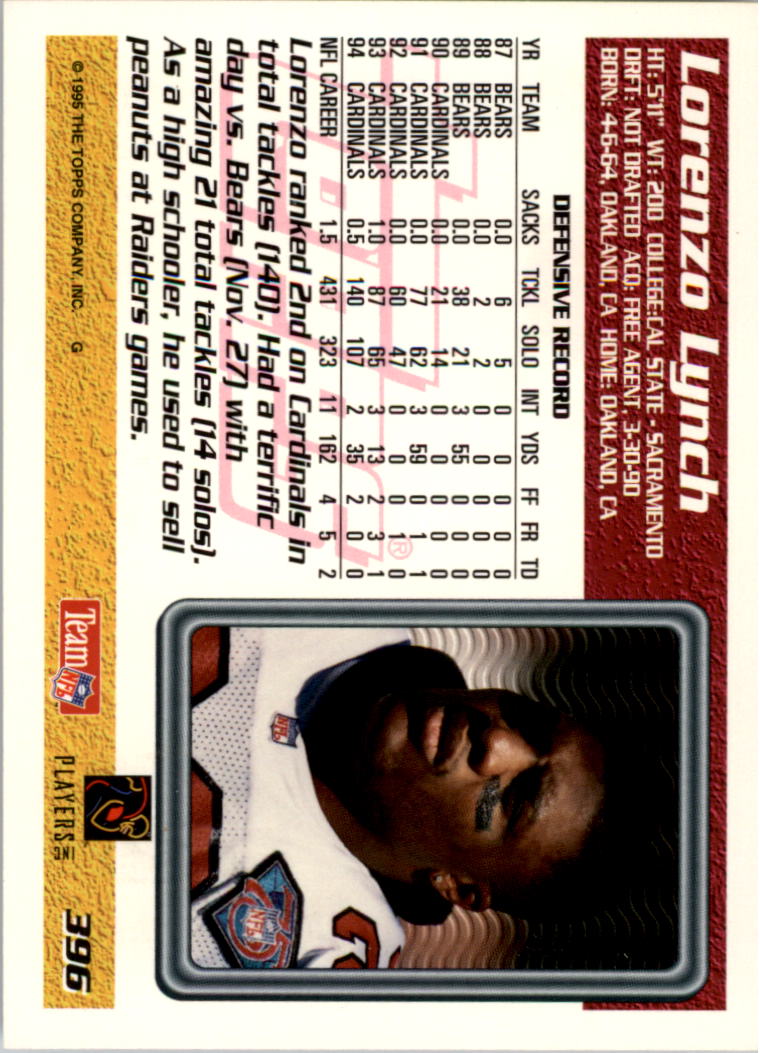 Lorenzo Lynch
HT: 5'11" WT: 200 COLLEGE: CAL STATE - SACRAMENTO
DRFT: NOT DRAFTED ACQ: FREE AGENT, 3-30-90
BORN: 4-6-64, OAKLAND, CA HOME: OAKLAND, CA
DEFENSIVE RECORD
YR TEAM SACKS TCKL SOLO INT YDS FF FR TD
87 BEARS 0.0 6 5 0 0 0 0 0
88 BEARS 0.0 2 2 0 0 0 0 0
89 BEARS 0.0 38 21 3 55 0 0 0
90 CARDINALS 0.0 21 14 0 0 0 0 0
91 CARDINALS 0.0 77 62 3 59 0 1 1
92 CARDINALS 0.0 60 47 0 0 0 1 0
93 CARDINALS 1.0 87 65 3 13 2 3 1
94 CARDINALS 0.5 140 107 2 35 2 0 0
NFL CAREER 1.5 431 323 11 162 4 5 2
Lorenzo ranked 2nd on Cardinals in
total tackles (140). Had a terrific
day vs. Bears (Nov. 27) with
amazing 21 total tackles (14 solos).
As a high schooler, he used to sell
peanuts at Raiders games.
© 1995 THE TOPPS COMPANY, INC. G
Team NFL
PLAYERS INC
396
NFL
75
NFL
®